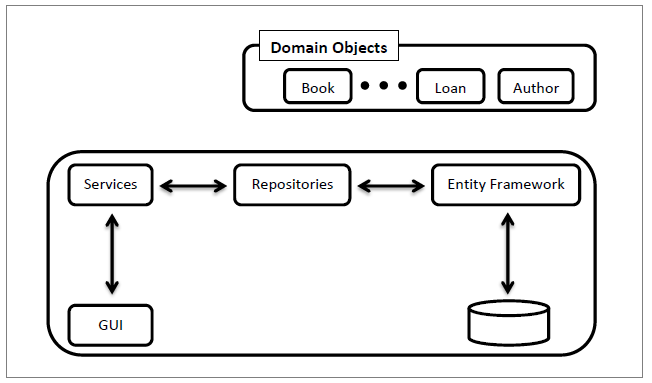 Domain Objects
Book
Loan
Author
Services
Repositories
Entity Framework
GUI